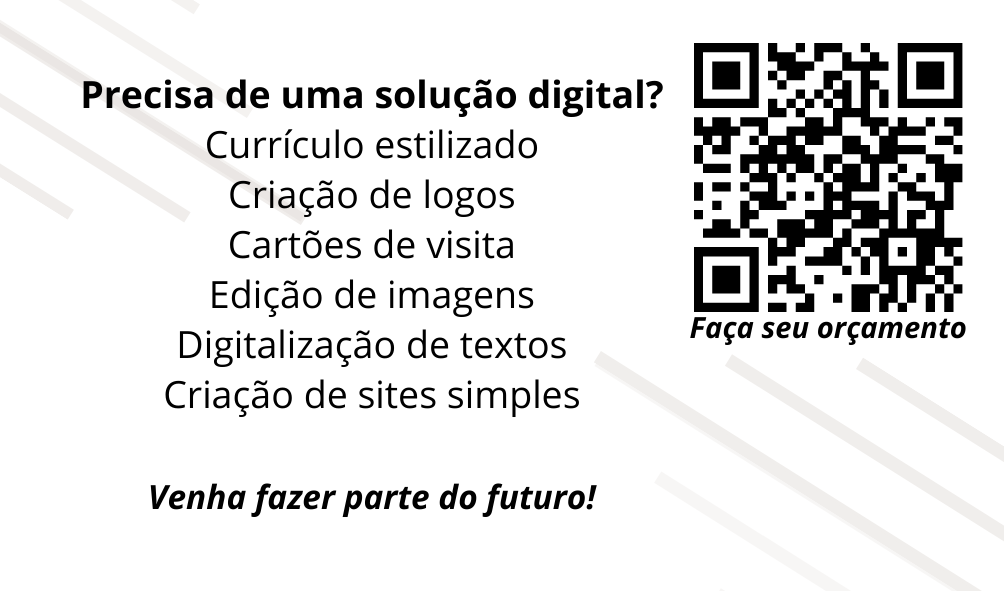 Precisa de uma solução digital?
Currículo estilizado
Criação de logos
Cartões de visita
Edição de imagens
Digitalização de textos
Criação de sites simples
Venha fazer parte do futuro!
Faça seu orçamento